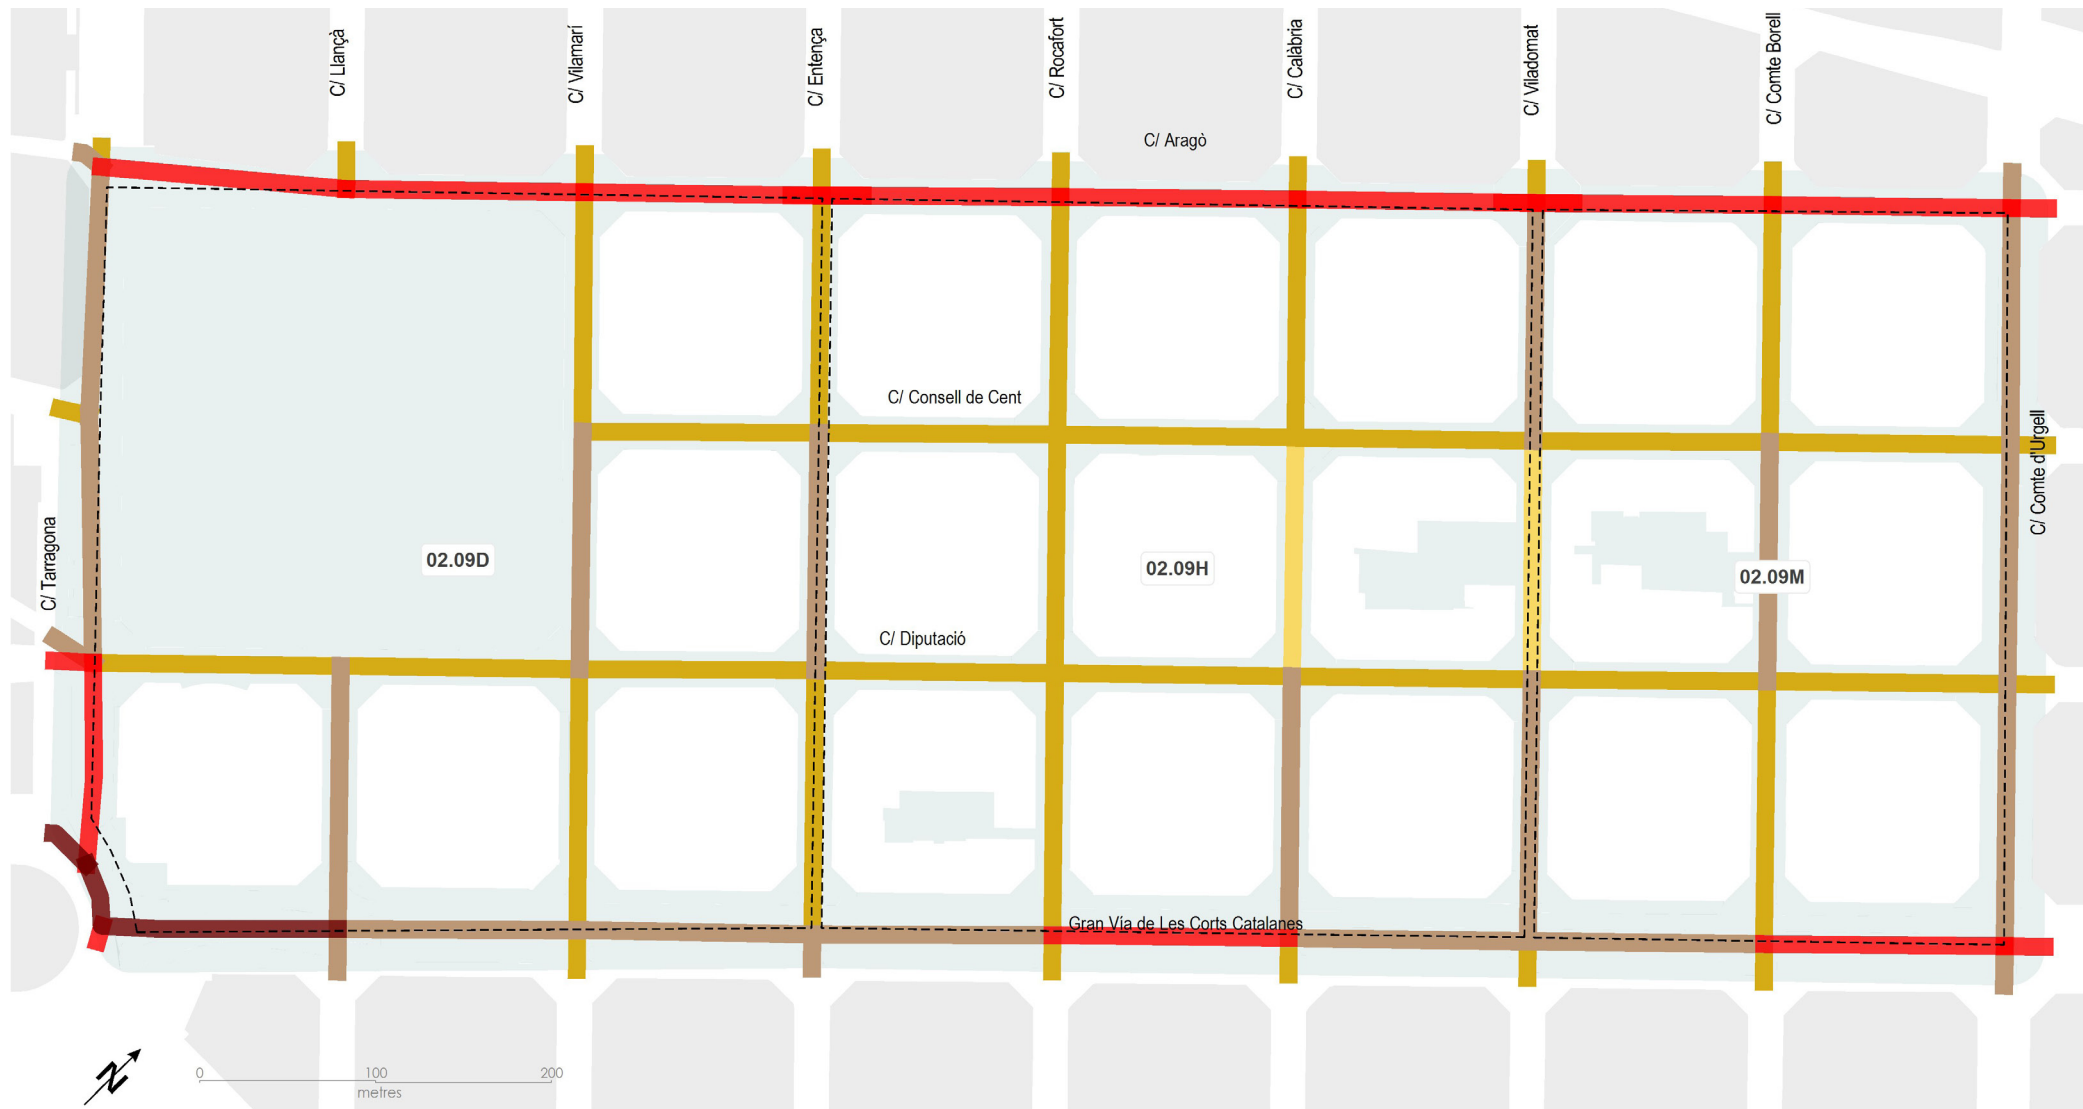 C/ Llançà
C/ Vilamarí
C/ Entença
C/ Rocafort
C/ Calàbria
C/ Viladomat
C/ Comte Borell
C/ Aragò
C/ Consell de Cent
C/ Comte d'Urgell
C/ Tarragona
02.09D
02.09H
02.09M
C/ Diputació
Gran Vía de Les Corts Catalanes
N
0 100 200
metres